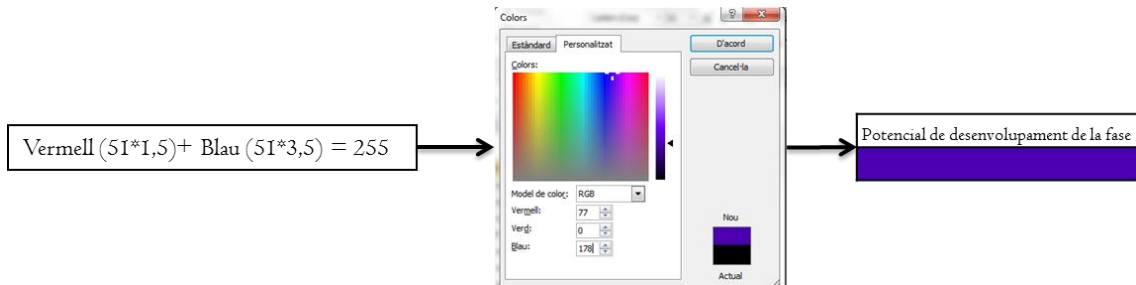 Vermell (51*1,5)+ Blau (51*3,5) = 255
Colors
Estàndard Personalitzat
D'acord
Cancel·la
Colors:
Model de color: RGB
Vermell: 77
Verd: 0
Blau: 178
Nou
Actual
Potencial de desenvolupament de la fase